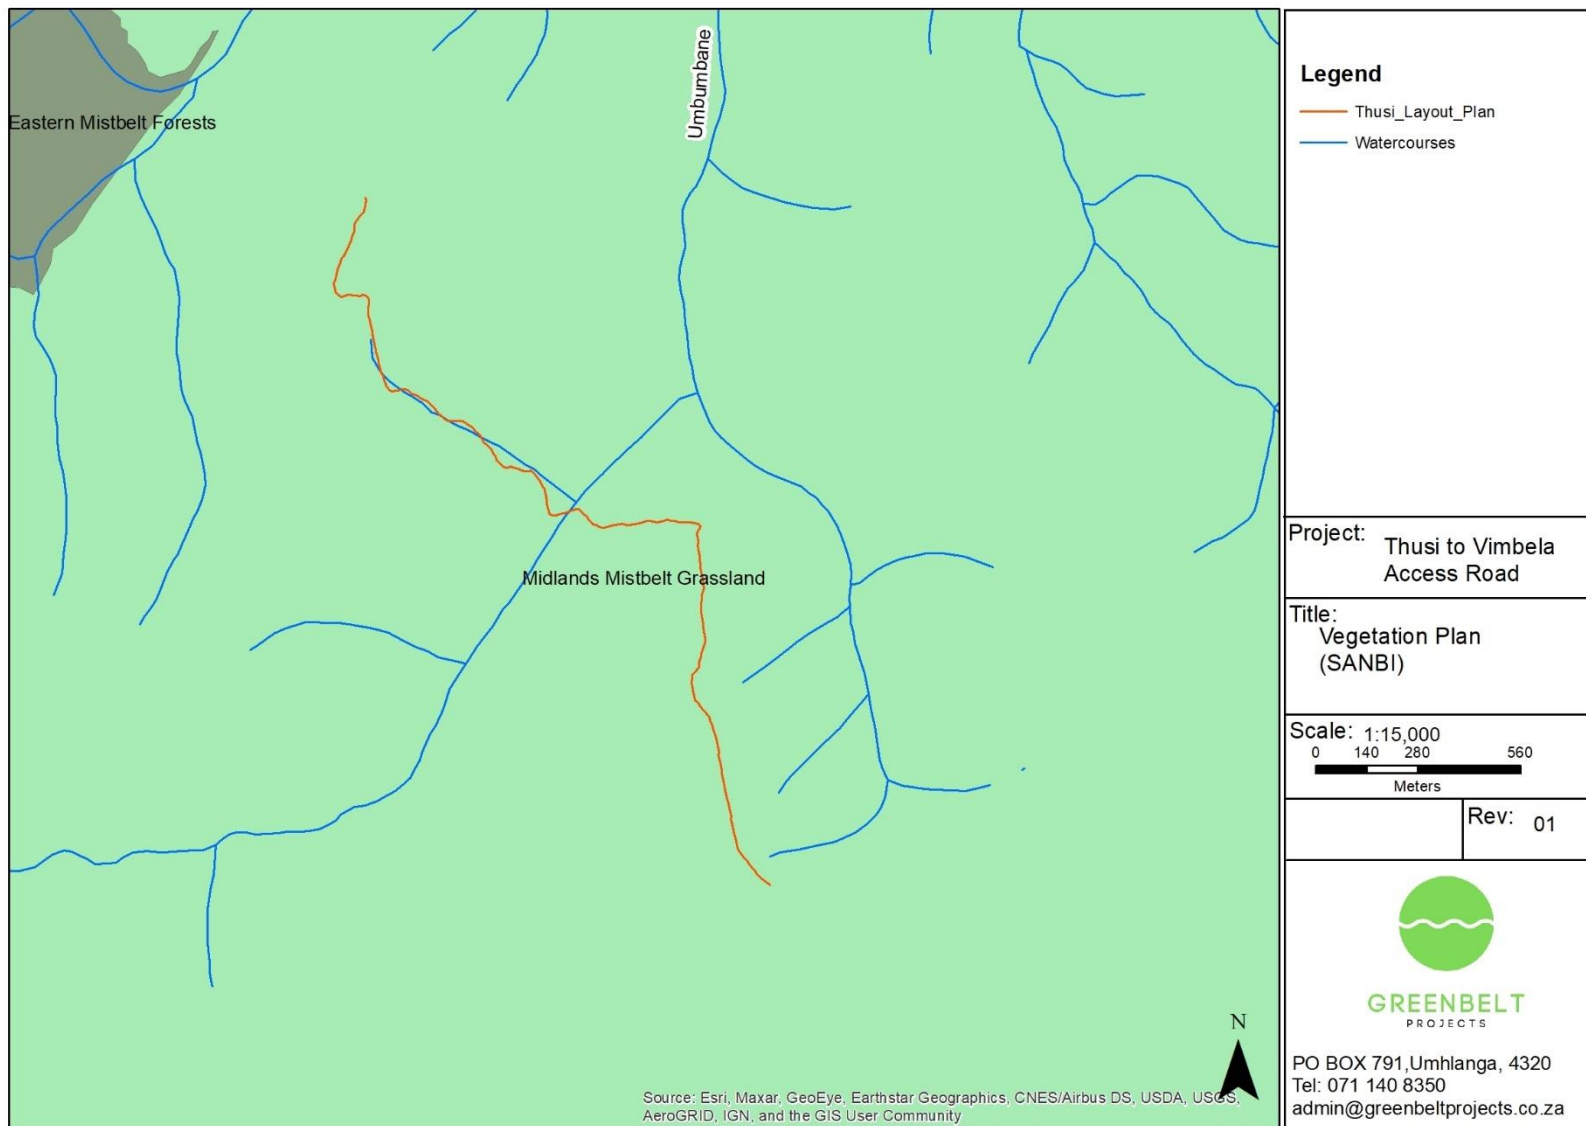 Umbumbane
Eastern Mistbelt Forests
Midlands Mistbelt Grassland
N
Source: Esri, Maxar, GeoEye, Earthstar Geographics, CNES/Airbus DS, USDA, USGS,
AeroGRID, IGN, and the GIS User Community
Legend
Thusi_Layout_Plan
Watercourses
Project: Thusi to Vimbela
Access Road
Title:
Vegetation Plan
(SANBI)
Scale: 1:15,000
0 140 280 560
Meters
Rev: 01
GREENBELT
PROJECTS
PO BOX 791,Umhlanga, 4320
Tel: 071 140 8350
admin@greenbeltprojects.co.za